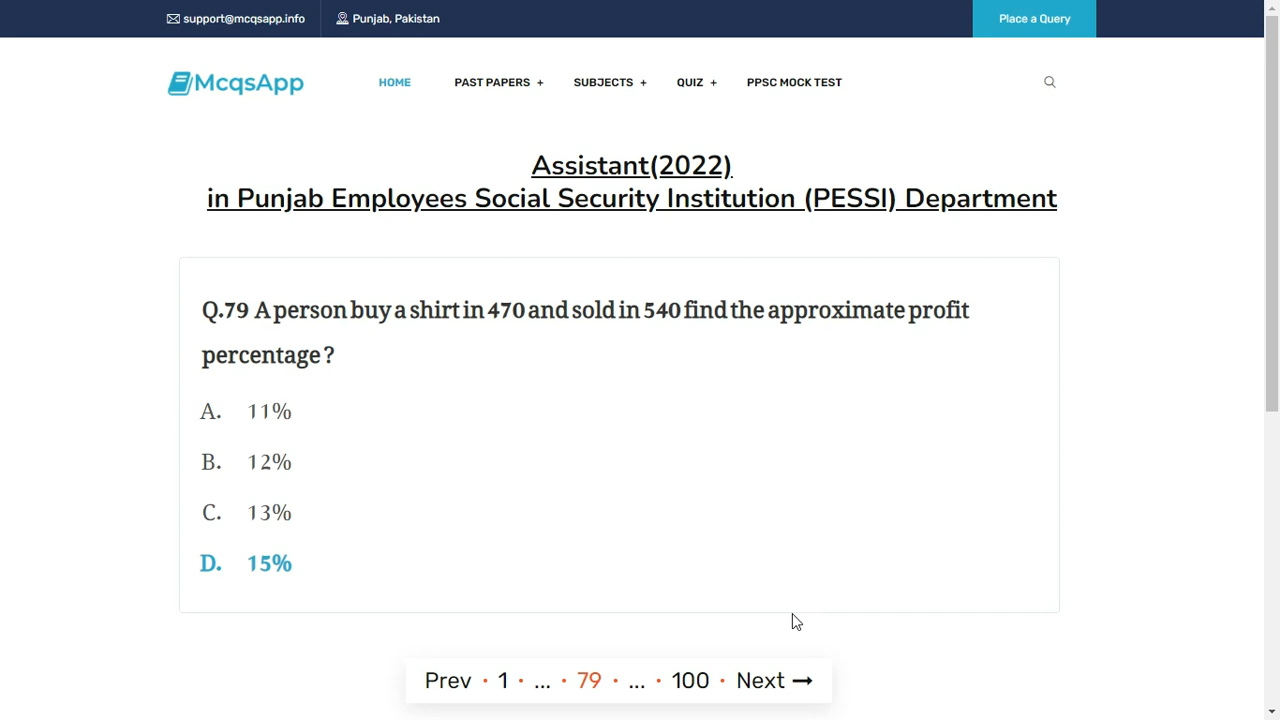 support@mcqsapp.info Punjab, Pakistan Place a Query
McqsApp HOME PAST PAPERS + SUBJECTS + QUIZ + PPSC MOCK TEST
Assistant(2022)
in Punjab Employees Social Security Institution (PESSI) Department
Q.79 A person buy a shirt in 470 and sold in 540 find the approximate profit
percentage ?
A. 11%
B. 12%
C. 13%
D. 15%
Prev • 1 • ... • 79 • ... • 100 • Next →